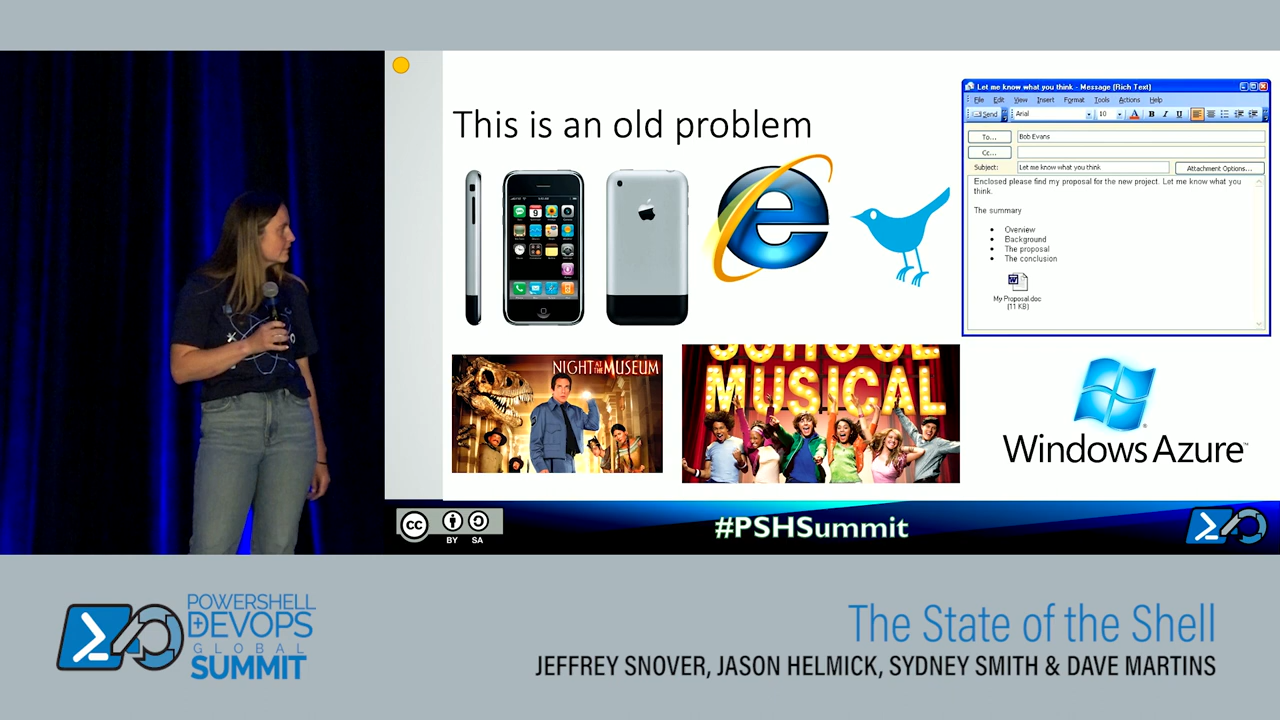 This is an old problem
Let me know what you think - Message (Rich Text)
File Edit View Insert Format Tools Actions Help
Send Arial 10 A B I U
To... Bob Evans
Cc...
Subject: Let me know what you think Attachment Options...
Enclosed please find my proposal for the new project. Let me know what you
think.
The summary
• Overview
• Background
• The proposal
• The conclusion
My Proposal.doc
(11 KB)
NIGHT AT THE MUSEUM
SCHOOL
MUSICAL
Windows Azure™
cc BY SA
#PSHSummit
POWERSHELL
+DEVOPS
GLOBAL
SUMMIT
The State of the Shell
JEFFREY SNOVER, JASON HELMICK, SYDNEY SMITH & DAVE MARTINS